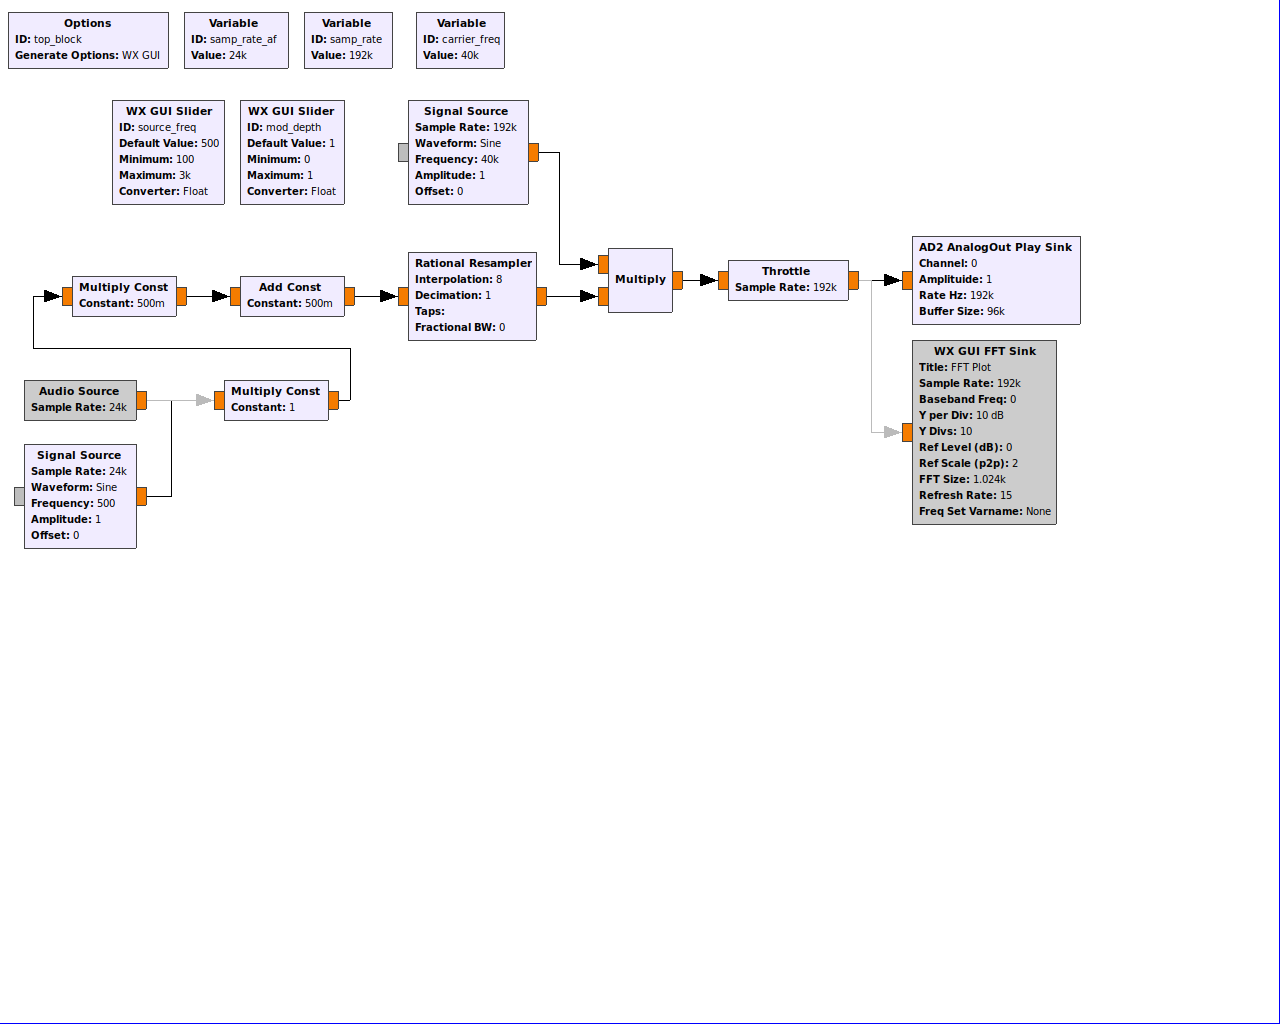 Options
ID: top_block
Generate Options: WX GUI
Variable
ID: samp_rate_af
Value: 24k
Variable
ID: samp_rate
Value: 192k
Variable
ID: carrier_freq
Value: 40k
WX GUI Slider
ID: source_freq
Default Value: 500
Minimum: 100
Maximum: 3k
Converter: Float
WX GUI Slider
ID: mod_depth
Default Value: 1
Minimum: 0
Maximum: 1
Converter: Float
Signal Source
Sample Rate: 192k
Waveform: Sine
Frequency: 40k
Amplitude: 1
Offset: 0
Multiply Const
Constant: 500m
Add Const
Constant: 500m
Rational Resampler
Interpolation: 8
Decimation: 1
Taps:
Fractional BW: 0
Multiply
Throttle
Sample Rate: 192k
AD2 AnalogOut Play Sink
Channel: 0
Amplituide: 1
Rate Hz: 192k
Buffer Size: 96k
WX GUI FFT Sink
Title: FFT Plot
Sample Rate: 192k
Baseband Freq: 0
Y per Div: 10 dB
Y Divs: 10
Ref Level (dB): 0
Ref Scale (p2p): 2
FFT Size: 1.024k
Refresh Rate: 15
Freq Set Varname: None
Audio Source
Sample Rate: 24k
Multiply Const
Constant: 1
Signal Source
Sample Rate: 24k
Waveform: Sine
Frequency: 500
Amplitude: 1
Offset: 0